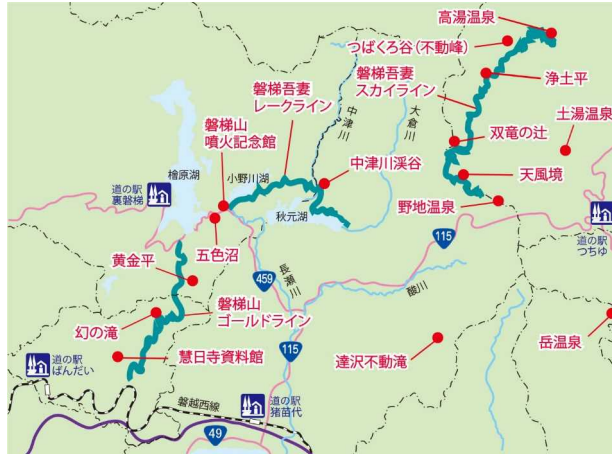 高湯温泉
つばくろ谷(不動峰)
磐梯吾妻
スカイライン
浄土平
磐梯吾妻
レークライン
中津川
大倉川
土湯温泉
双竜の辻
磐梯山
噴火記念館
檜原湖
小野川湖
中津川渓谷
天風境
道の駅
裏磐梯
秋元湖
野地温泉
五色沼
115
道の駅
つちゆ
黄金平
459
長瀬川
酸川
磐梯山
ゴールドライン
幻の滝
115
達沢不動滝
岳温泉
慧日寺資料館
道の駅
ばんだい
磐越西線
道の駅
猪苗代
49